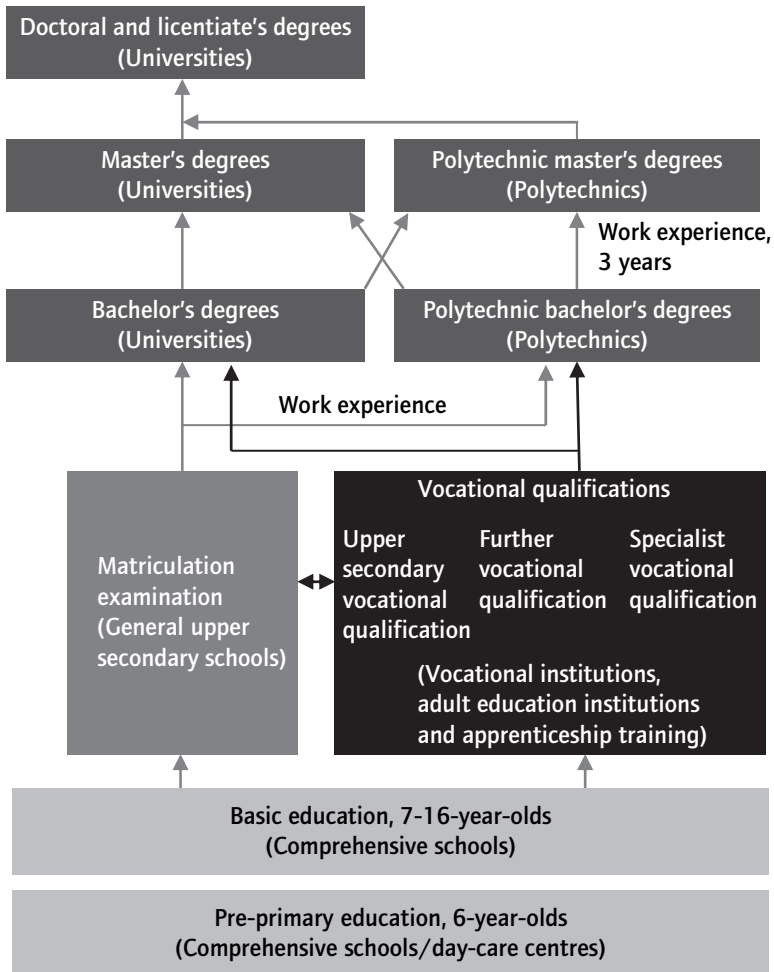 Doctoral and licentiate's degrees
(Universities)
Master's degrees
(Universities)
Polytechnic master's degrees
(Polytechnics)
Work experience,
3 years
Bachelor's degrees
(Universities)
Polytechnic bachelor's degrees
(Polytechnics)
Work experience
Matriculation
examination
(General upper
secondary schools)
Vocational qualifications
Upper
secondary
vocational
qualification
Further
vocational
qualification
Specialist
vocational
qualification
(Vocational institutions,
adult education institutions
and apprenticeship training)
Basic education, 7-16-year-olds
(Comprehensive schools)
Pre-primary education, 6-year-olds
(Comprehensive schools/day-care centres)